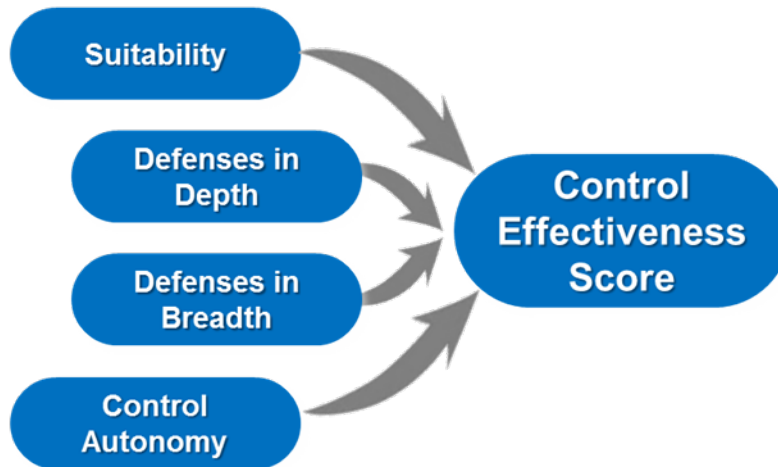 Suitability
Defenses in
Depth
Control
Effectiveness
Score
Defenses in
Breadth
Control
Autonomy